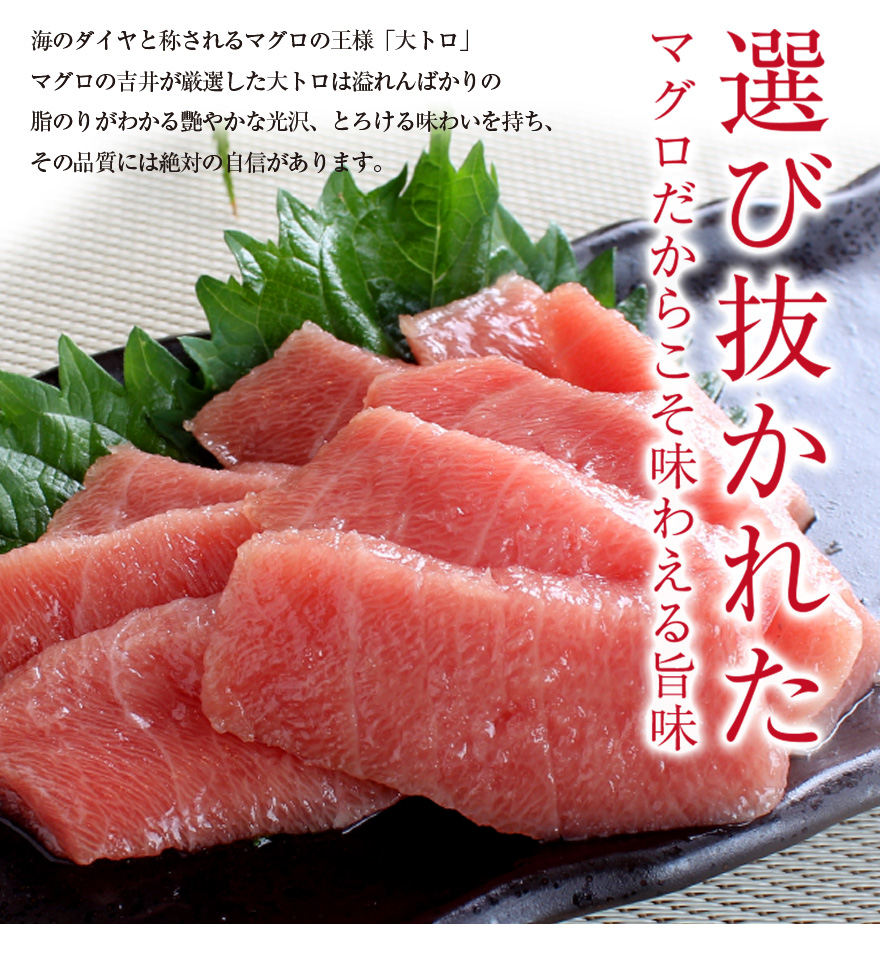 海のダイヤと称されるマグロの王様「大トロ」
マグロの吉井が厳選した大トロは溢れんばかりの
脂のりがわかる艶やかな光沢、とろける味わいを持ち、
その品質には絶対の自信があります。
選び抜かれた
マグロだからこそ味わえる旨味